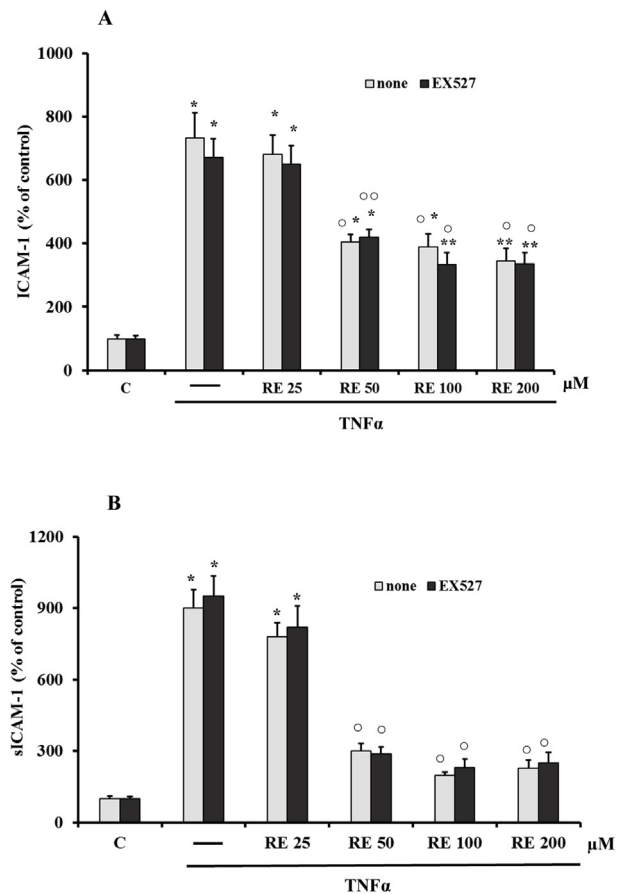 A
1000
800
600
400
200
0
ICAM-1 (% of control)
none EX527
* * * *
○ * ○○ * ○ * ○ ** ○ ** ○ **
C — RE 25 RE 50 RE 100 RE 200 µM
TNFα
B
1200
900
600
300
0
sICAM-1 (% of control)
none EX527
* * * *
○ ○ ○ ○ ○ ○
C — RE 25 RE 50 RE 100 RE 200 µM
TNFα